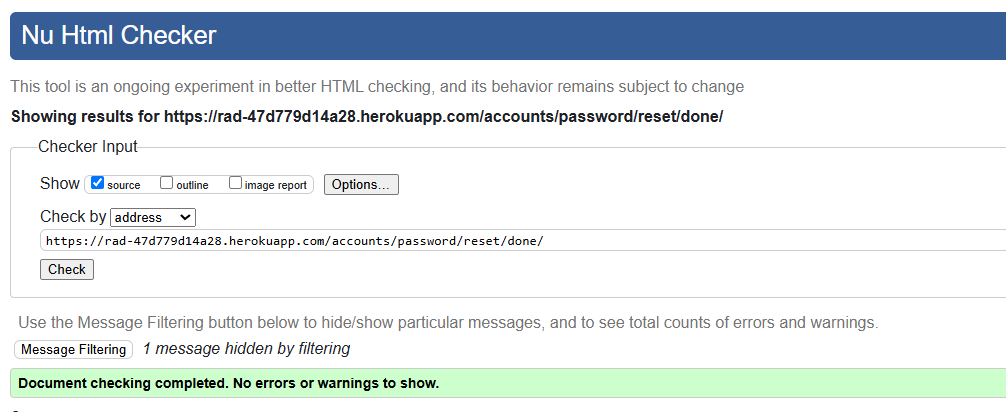 Nu Html Checker
This tool is an ongoing experiment in better HTML checking, and its behavior remains subject to change
Showing results for https://rad-47d779d14a28.herokuapp.com/accounts/password/reset/done/
Checker Input
Show source outline image report Options...
Check by address
https://rad-47d779d14a28.herokuapp.com/accounts/password/reset/done/
Check
Use the Message Filtering button below to hide/show particular messages, and to see total counts of errors and warnings.
Message Filtering 1 message hidden by filtering
Document checking completed. No errors or warnings to show.